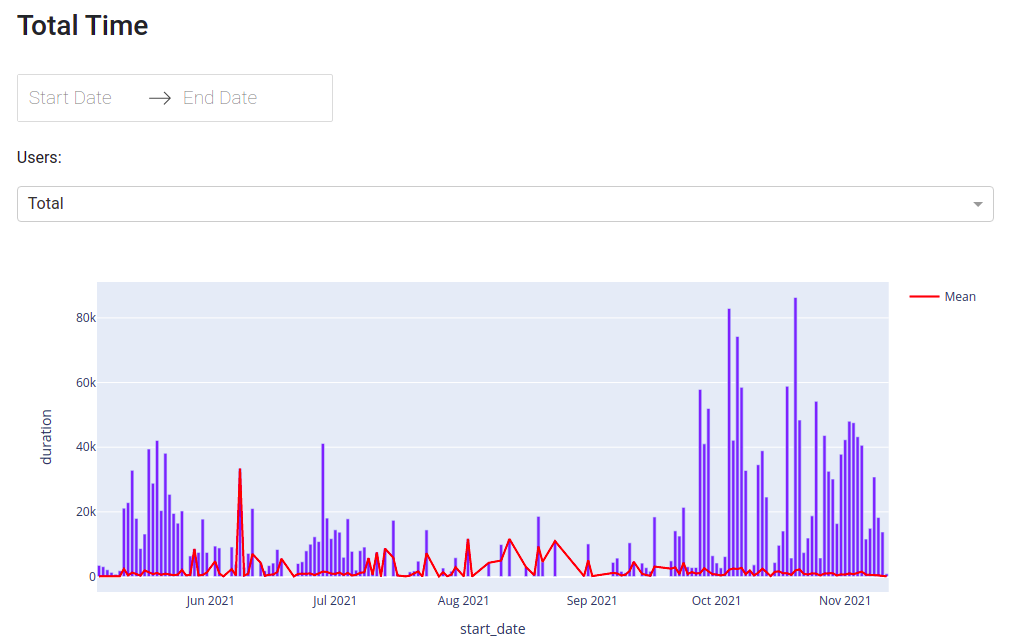 Total Time
Start Date → End Date
Users:
Total
Mean
80k
60k
40k
20k
0
duration
Jun 2021 Jul 2021 Aug 2021 Sep 2021 Oct 2021 Nov 2021
start_date